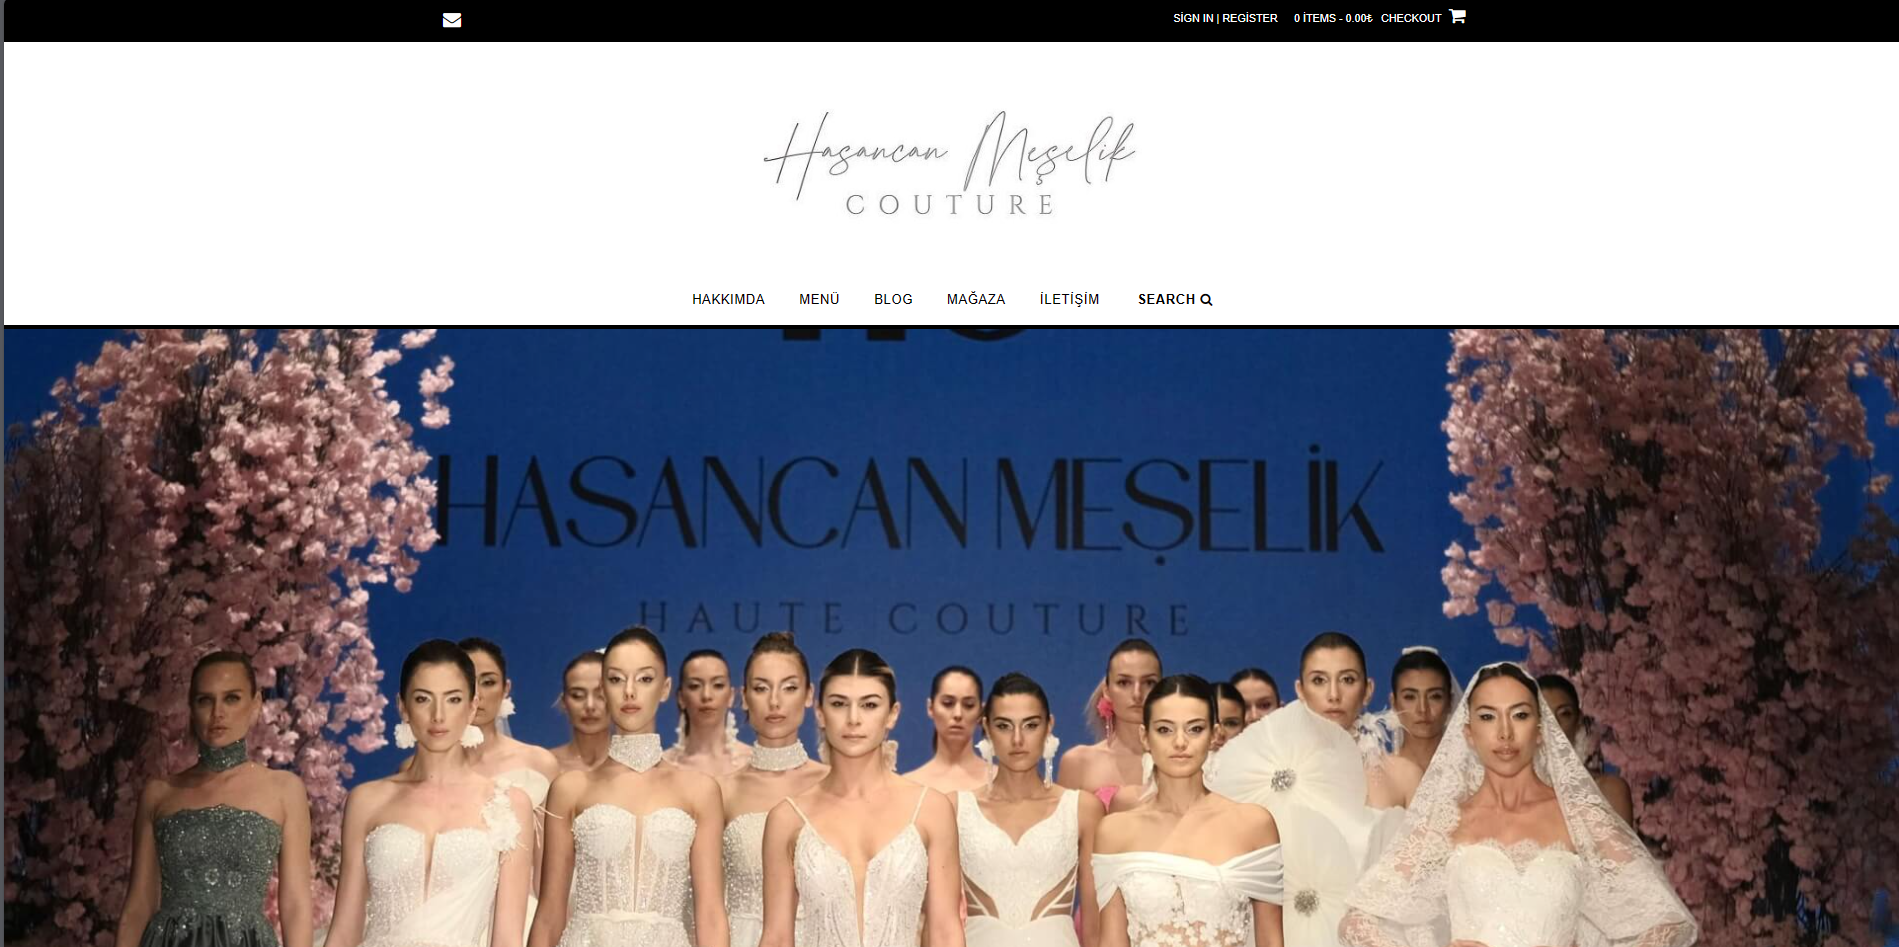 SİGN IN | REGİSTER 0 İTEMS - 0.00₺ CHECKOUT
Hasancan Meşelik
COUTURE
HAKKIMDA MENÜ BLOG MAĞAZA İLETİŞİM SEARCH
HASANCAN MEŞELİK
HAUTE COUTURE